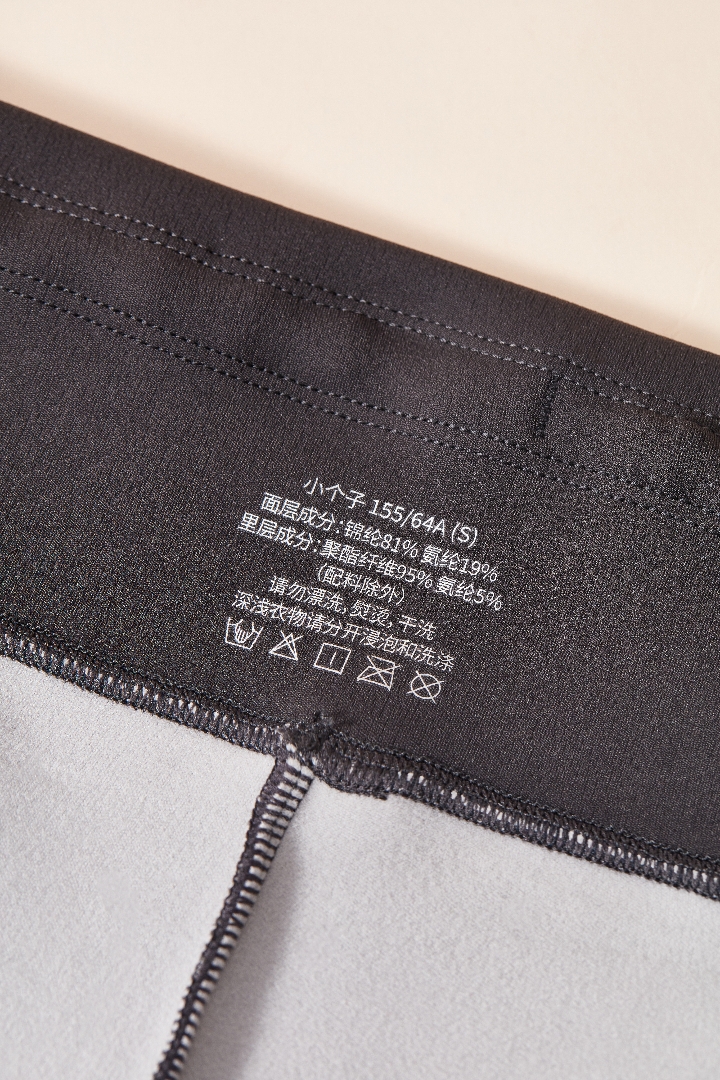 小个子 155/64A (S)
面层成分:锦纶81% 氨纶19%
里层成分:聚酯纤维95% 氨纶5%
(配料除外)
请勿漂洗, 熨烫, 干洗
深浅衣物请分开浸泡和洗涤